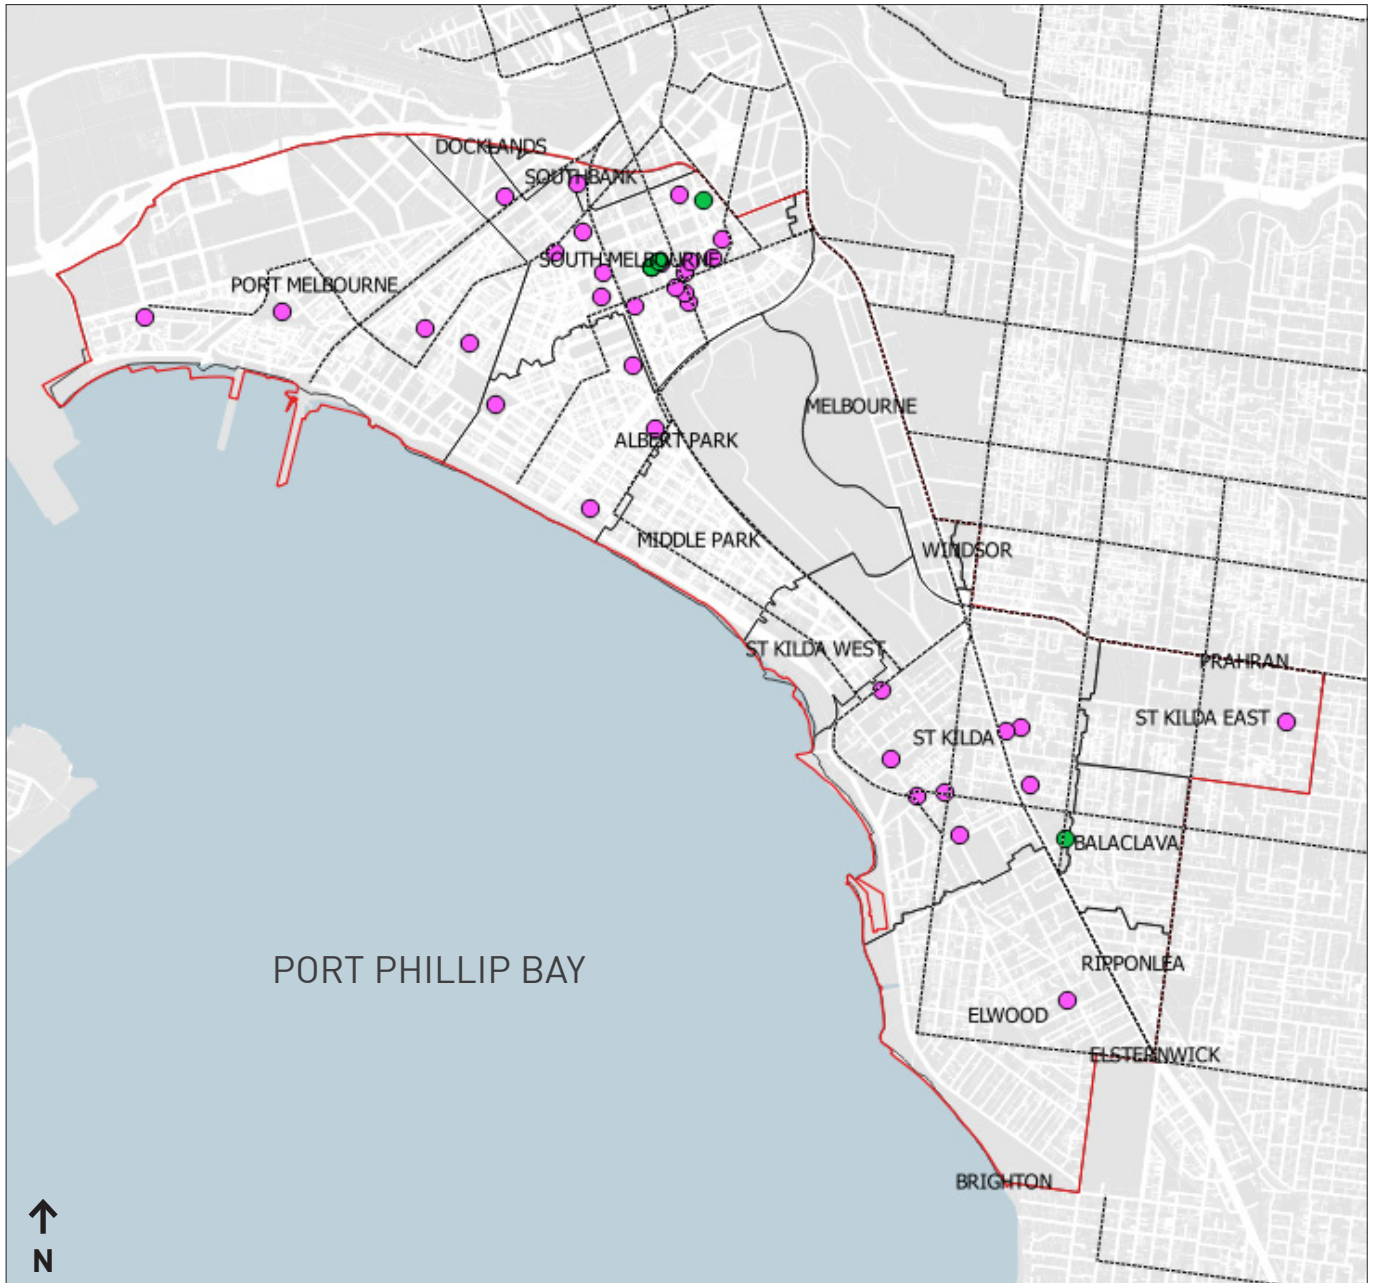 DOCKLANDS
SOUTHBANK
SOUTH MELBOURNE
PORT MELBOURNE
MELBOURNE
ALBERT PARK
MIDDLE PARK
WINDSOR
ST KILDA WEST
PRAHRAN
ST KILDA EAST
ST KILDA
BALACLAVA
PORT PHILLIP BAY
RIPPONLEA
ELWOOD
ELSTERNWICK
BRIGHTON
N